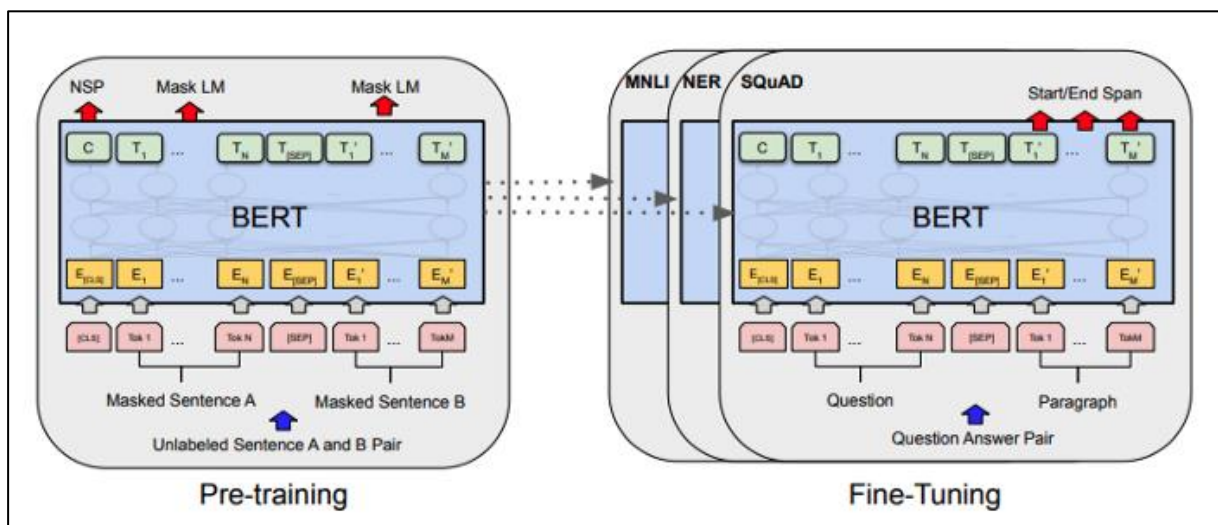 NSP Mask LM Mask LM
C T1 ... TN T[SEP] T1' ... TM'
BERT
E[CLS] E1 ... EN E[SEP] E1' ... EM'
[CLS] Tok 1 ... Tok N [SEP] Tok 1 ... TokM
Masked Sentence A Masked Sentence B
Unlabeled Sentence A and B Pair
Pre-training
MNLI NER SQuAD
Start/End Span
C T1 ... TN T[SEP] T1' ... TM'
BERT
E[CLS] E1 ... EN E[SEP] E1' ... EM'
[CLS] Tok 1 ... Tok N [SEP] Tok 1 ... TokM
Question Paragraph
Question Answer Pair
Fine-Tuning